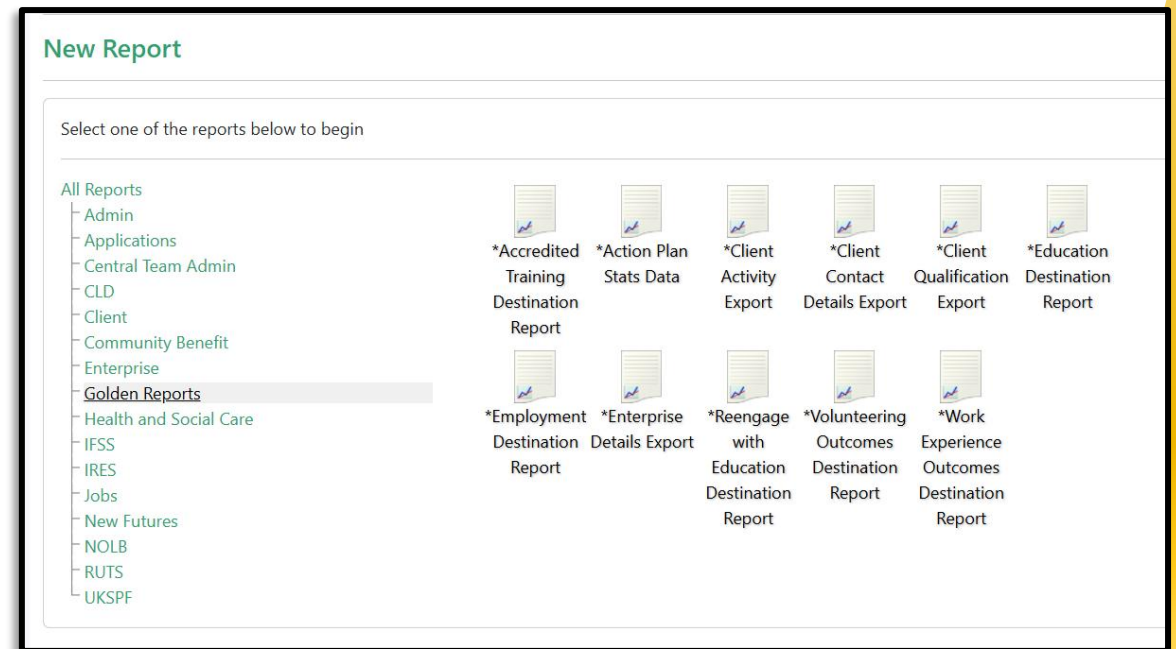 New Report
Select one of the reports below to begin
All Reports
Admin
Applications
Central Team Admin
CLD
Client
Community Benefit
Enterprise
Golden Reports
Health and Social Care
IFSS
IRES
Jobs
New Futures
NOLB
RUTS
UKSPF
*Accredited
Training
Destination
Report
*Action Plan
Stats Data
*Client
Activity
Export
*Client
Contact
Details Export
*Client
Qualification
Export
*Education
Destination
Report
*Employment
Destination
Report
*Enterprise
Details Export
*Reengage
with
Education
Destination
Report
*Volunteering
Outcomes
Destination
Report
*Work
Experience
Outcomes
Destination
Report